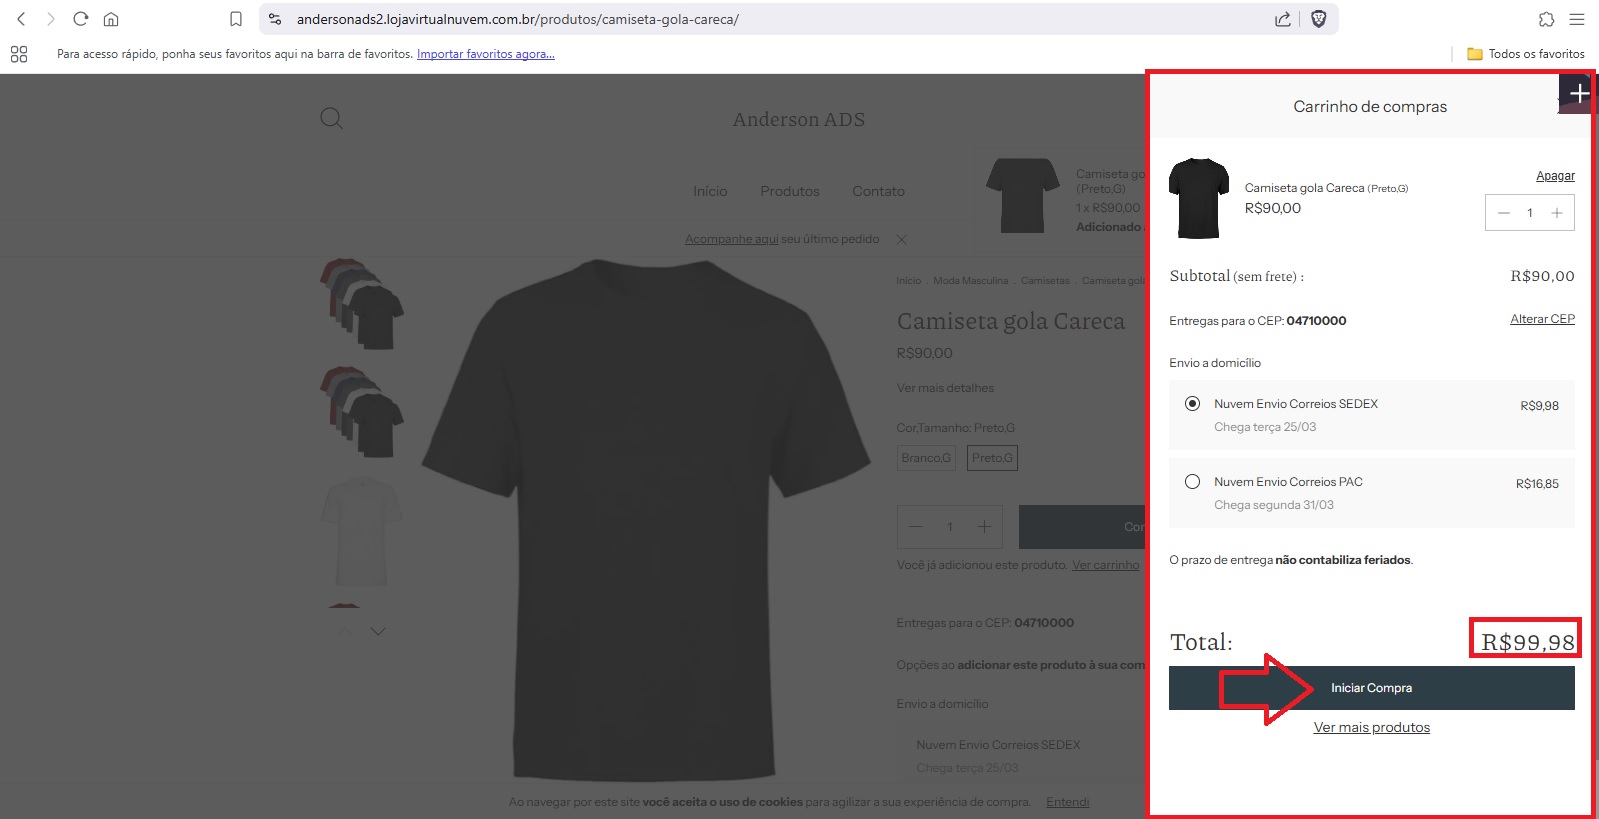 andersonads2.lojavirtualnuvem.com.br/produtos/camiseta-gola-careca/
Para acesso rápido, ponha seus favoritos aqui na barra de favoritos. Importar favoritos agora...
Todos os favoritos
Anderson ADS
Início Produtos Contato
Camiseta go
(Preto,G)
1 x R$90,00
Adicionado
Acompanhe aqui seu último pedido
Início . Moda Masculina . Camisetas . Camiseta gola
Camiseta gola Careca
R$90,00
Ver mais detalhes
Cor,Tamanho: Preto,G
Branco,G Preto,G
1
Com
Você já adicionou este produto. Ver carrinho
Entregas para o CEP: 04710000
Opções ao adicionar este produto à sua com
Envio a domicílio
Nuvem Envio Correios SEDEX
Chega terça 25/03
Ao navegar por este site você aceita o uso de cookies para agilizar a sua experiência de compra. Entendi
Carrinho de compras
Camiseta gola Careca (Preto,G)
R$90,00
Apagar
1
Subtotal (sem frete) : R$90,00
Entregas para o CEP: 04710000 Alterar CEP
Envio a domicílio
Nuvem Envio Correios SEDEX R$9,98
Chega terça 25/03
Nuvem Envio Correios PAC R$16,85
Chega segunda 31/03
O prazo de entrega não contabiliza feriados.
Total: R$99,98
Iniciar Compra
Ver mais produtos